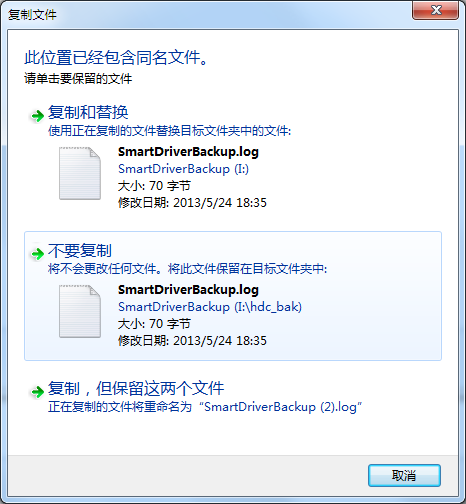 复制文件
此位置已经包含同名文件。
请单击要保留的文件
复制和替换
使用正在复制的文件替换目标文件夹中的文件:
SmartDriverBackup.log
SmartDriverBackup (I:)
大小: 70 字节
修改日期: 2013/5/24 18:35
不要复制
将不会更改任何文件。将此文件保留在目标文件夹中:
SmartDriverBackup.log
SmartDriverBackup (I:\hdc_bak)
大小: 70 字节
修改日期: 2013/5/24 18:35
复制，但保留这两个文件
正在复制的文件将重命名为“SmartDriverBackup (2).log”
取消